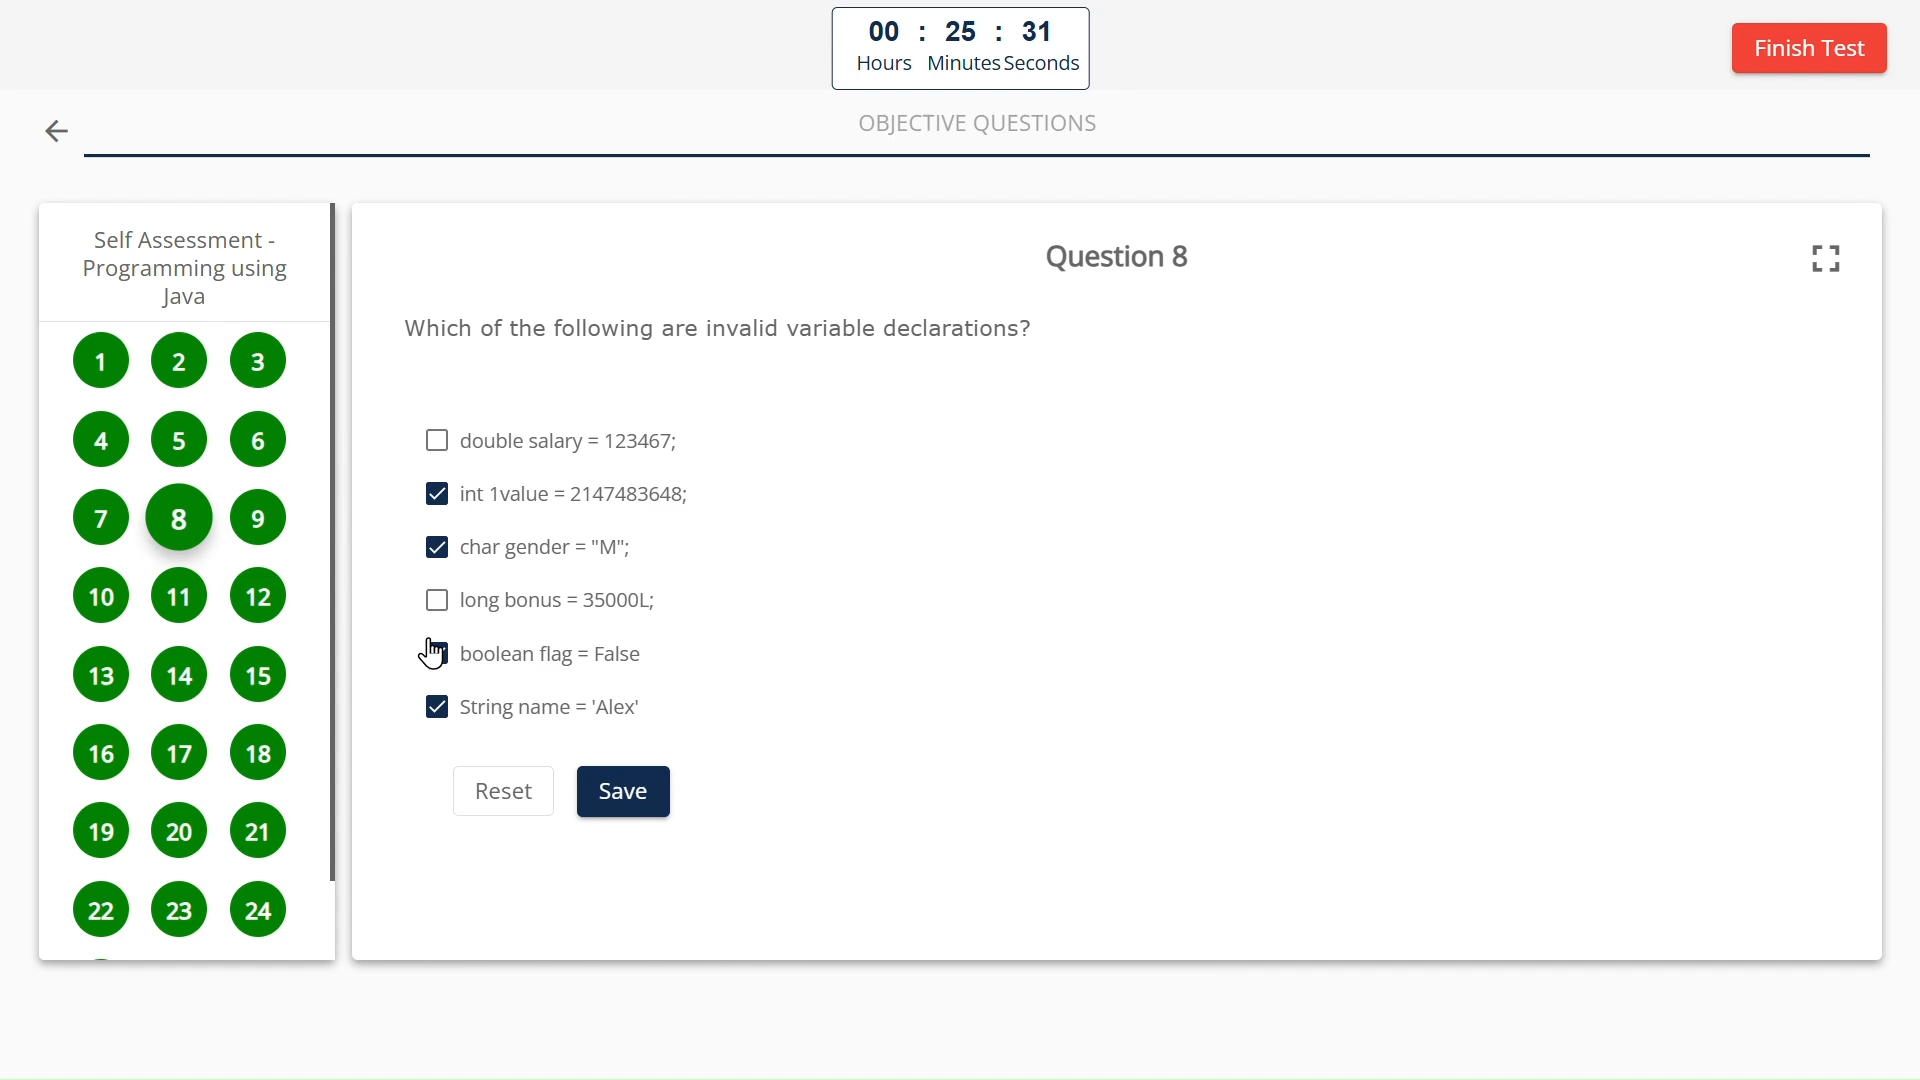 00 : 25 : 31
Hours Minutes Seconds
Finish Test
OBJECTIVE QUESTIONS
Self Assessment -
Programming using
Java
1 2 3
4 5 6
7 8 9
10 11 12
13 14 15
16 17 18
19 20 21
22 23 24
Question 8
Which of the following are invalid variable declarations?
double salary = 123467;
int 1value = 2147483648;
char gender = "M";
long bonus = 35000L;
boolean flag = False
String name = 'Alex'
Reset Save